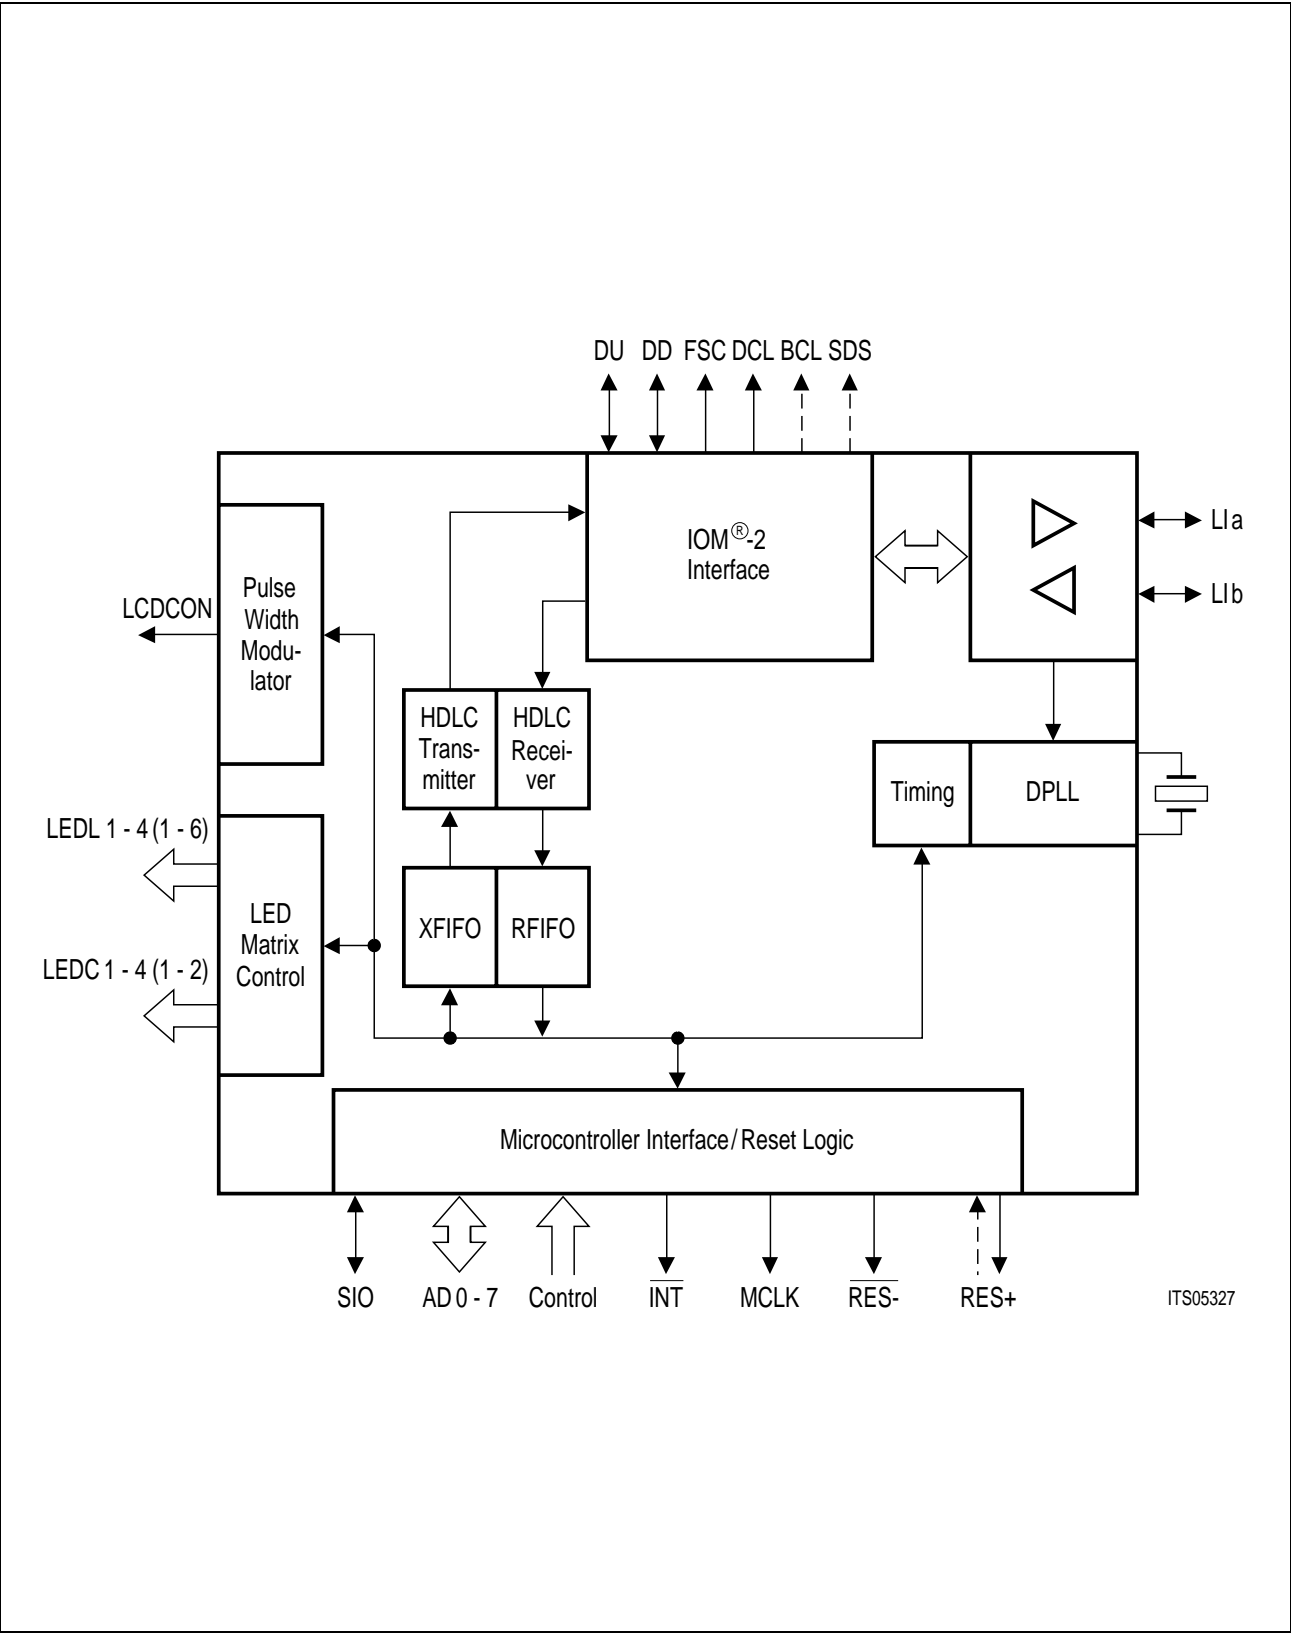 DU DD FSC DCL BCL SDS
IOM®-2
Interface
LIa
LIb
Pulse
Width
Modu-
lator
LCDCON
HDLC
Trans-
mitter
HDLC
Recei-
ver
Timing
DPLL
LEDL 1 - 4 (1 - 6)
LED
Matrix
Control
XFIFO
RFIFO
LEDC 1 - 4 (1 - 2)
Microcontroller Interface/Reset Logic
SIO AD 0 - 7 Control INT MCLK RES- RES+
ITS05327